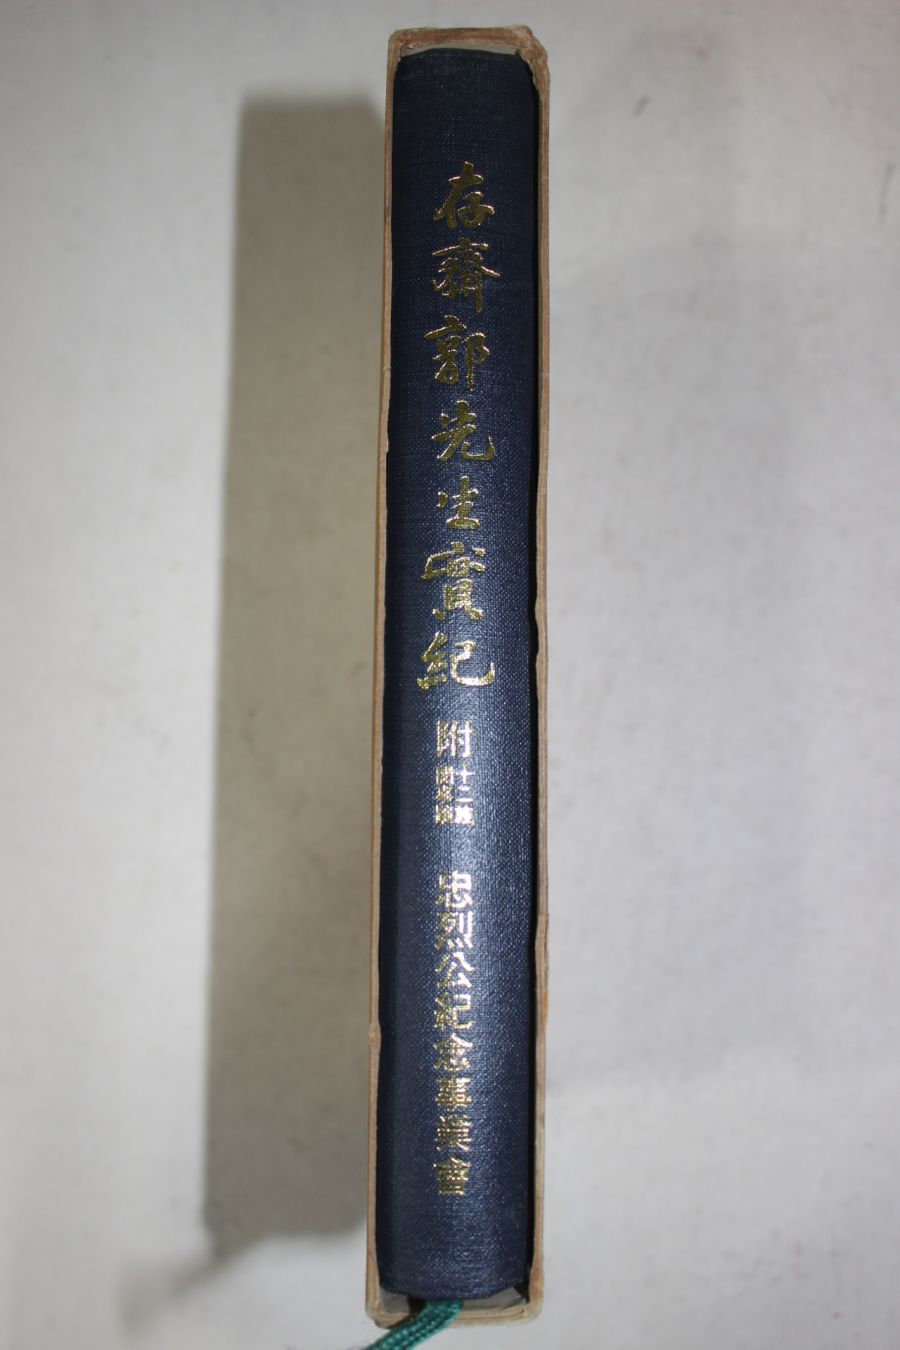 存齋郭先生實紀
附
忠烈公紀念事業會